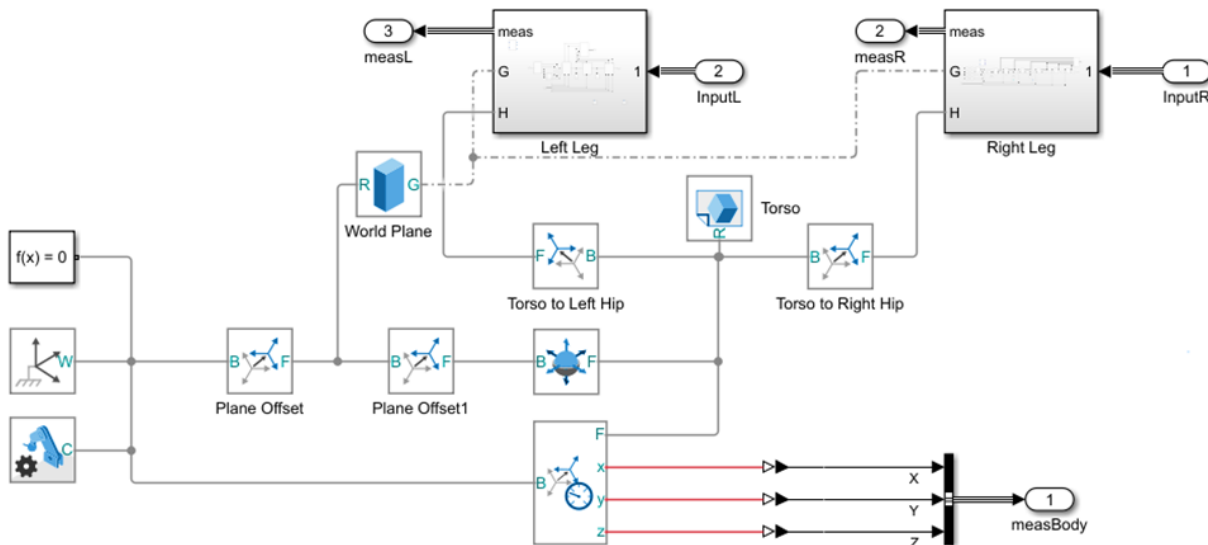 3
measL
meas
G
H
1
2
InputL
Left Leg
2
measR
meas
G
H
1
1
InputR
Right Leg
R
G
World Plane
Torso
R
f(x) = 0
F
B
Torso to Left Hip
B
F
Torso to Right Hip
W
B
F
Plane Offset
B
F
Plane Offset1
B
F
C
F
B
x
y
z
X
Y
Z
1
measBody